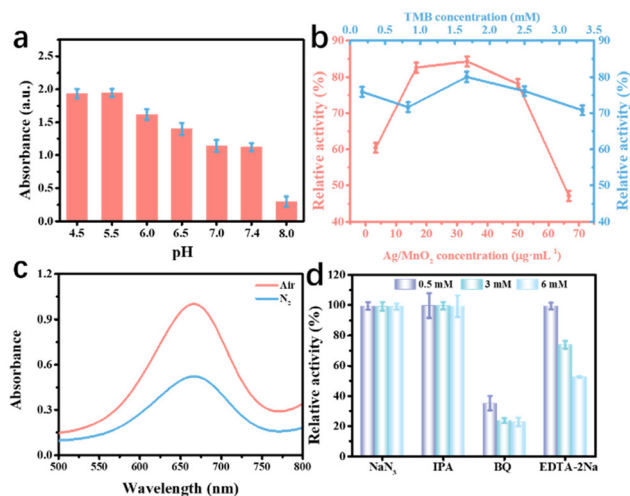 a
Absorbance (a.u.)
2.5
2.0
1.5
1.0
0.5
0.0
4.5 5.5 6.0 6.5 7.0 7.4 8.0
pH
b
TMB concentration (mM)
0.0 0.5 1.0 1.5 2.0 2.5 3.0 3.5
Relative activity (%)
90
80
70
60
50
40
90
80
70
60
50
40
Relative activity (%)
0 10 20 30 40 50 60 70
Ag/MnO₂ concentration (μg·mL⁻¹)
c
Absorbance
1.2
0.9
0.6
0.3
0.0
Air
N₂
500 550 600 650 700 750 800
Wavelength (nm)
d
Relative activity (%)
120
100
80
60
40
20
0
0.5 mM 3 mM 6 mM
NaN₃ IPA BQ EDTA-2Na